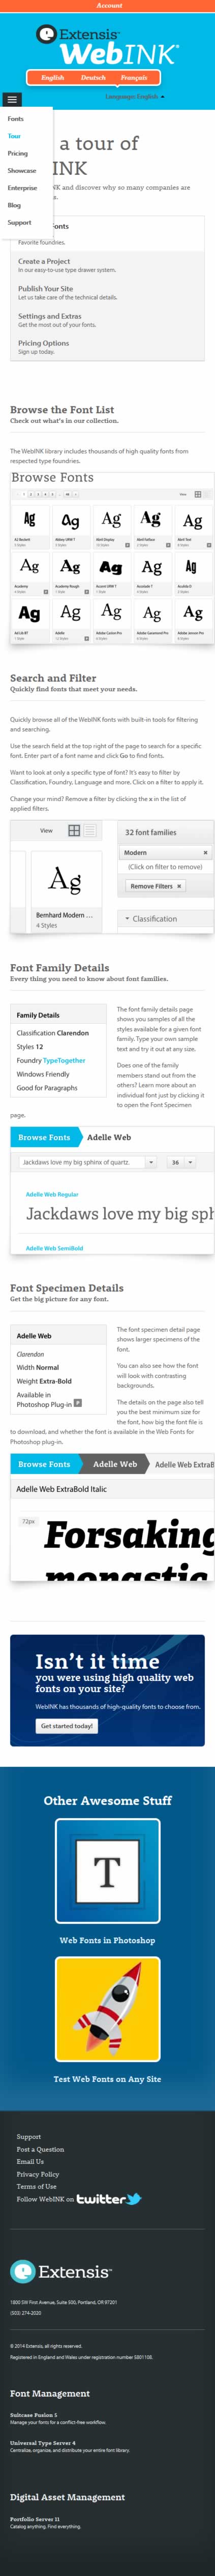 Account
Extensis™
WebINK®
English Deutsch Français
Languages: English
Fonts
Tour
Pricing
Showcase
Enterprise
Blog
Support
a tour of
INK
and discover why so many companies are
Fonts
Favorite foundries.
Create a Project
In our easy-to-use type drawer system.
Publish Your Site
Let us take care of the technical details.
Settings and Extras
Get the most out of your fonts.
Pricing Options
Sign up today.
Browse the Font List
Check out what's in our collection.
The WebINK library includes thousands of high quality fonts from
respected type foundries.
Browse Fonts
Ag Ag Ag Ag Ag
Ag Ag Ag Ag Ag
Ag Ag Ag Ag Ag
Search and Filter
Quickly find fonts that meet your needs.
Quickly browse all of the WebINK fonts with built-in tools for filtering
and searching.
Use the search field at the top right of the page to search for a specific
font. Enter part of a font name and click Go to find fonts.
Want to look at only a specific type of font? It's easy to filter by
Classification, Foundry, Language and more. Click on a filter to apply it.
Change your mind? Remove a filter by clicking the x in the list of
applied filters.
View
32 font families
Modern x
(Click on filter to remove)
Remove Filters x
Ag
Bernhard Modern ...
4 Styles
Classification
Font Family Details
Every thing you need to know about font families.
Family Details
Classification Clarendon
Styles 12
Foundry TypeTogether
Windows Friendly
Good for Paragraphs
The font family details page
shows you samples of all the
styles available for a given font
family. Type your own sample
text and try it out at any size.
Does one of the family
members stand out from the
others? Learn more about an
individual font just by clicking it
to open the Font Specimen
page.
Browse Fonts Adelle Web
Jackdaws love my big sphinx of quartz. 36
Adelle Web Regular
Jackdaws love my big sph
Adelle Web SemiBold
Font Specimen Details
Get the big picture for any font.
Adelle Web
Clarendon
Width Normal
Weight Extra-Bold
Available in
Photoshop Plug-in P
The font specimen detail page
shows larger specimens of the
font.
You can also see how the font
will look with contrasting
backgrounds.
The details on the page also tell
you the best minimum size for
the font, how big the font file is
to download, and whether the font is available in the Web Fonts for
Photoshop plug-in.
Browse Fonts Adelle Web Adelle Web ExtraB
Adelle Web ExtraBold Italic
72px
Forsaking
monastic
Isn't it time
you were using high quality web
fonts on your site?
WebINK has thousands of high-quality fonts to choose from.
Get started today!
Other Awesome Stuff
T
Web Fonts in Photoshop
Test Web Fonts on Any Site
Support
Post a Question
Email Us
Privacy Policy
Terms of Use
Follow WebINK on twitter
Extensis™
1800 SW First Avenue, Suite 500, Portland, OR 97201
(503) 274-2020
© 2014 Extensis, all rights reserved.
Registered in England and Wales under registration number SE011108.
Font Management
Suitcase Fusion 5
Manage your fonts for a conflict-free workflow.
Universal Type Server 4
Centralize, organize, and distribute your entire font library.
Digital Asset Management
Portfolio Server 11
Catalog anything. Find everything.